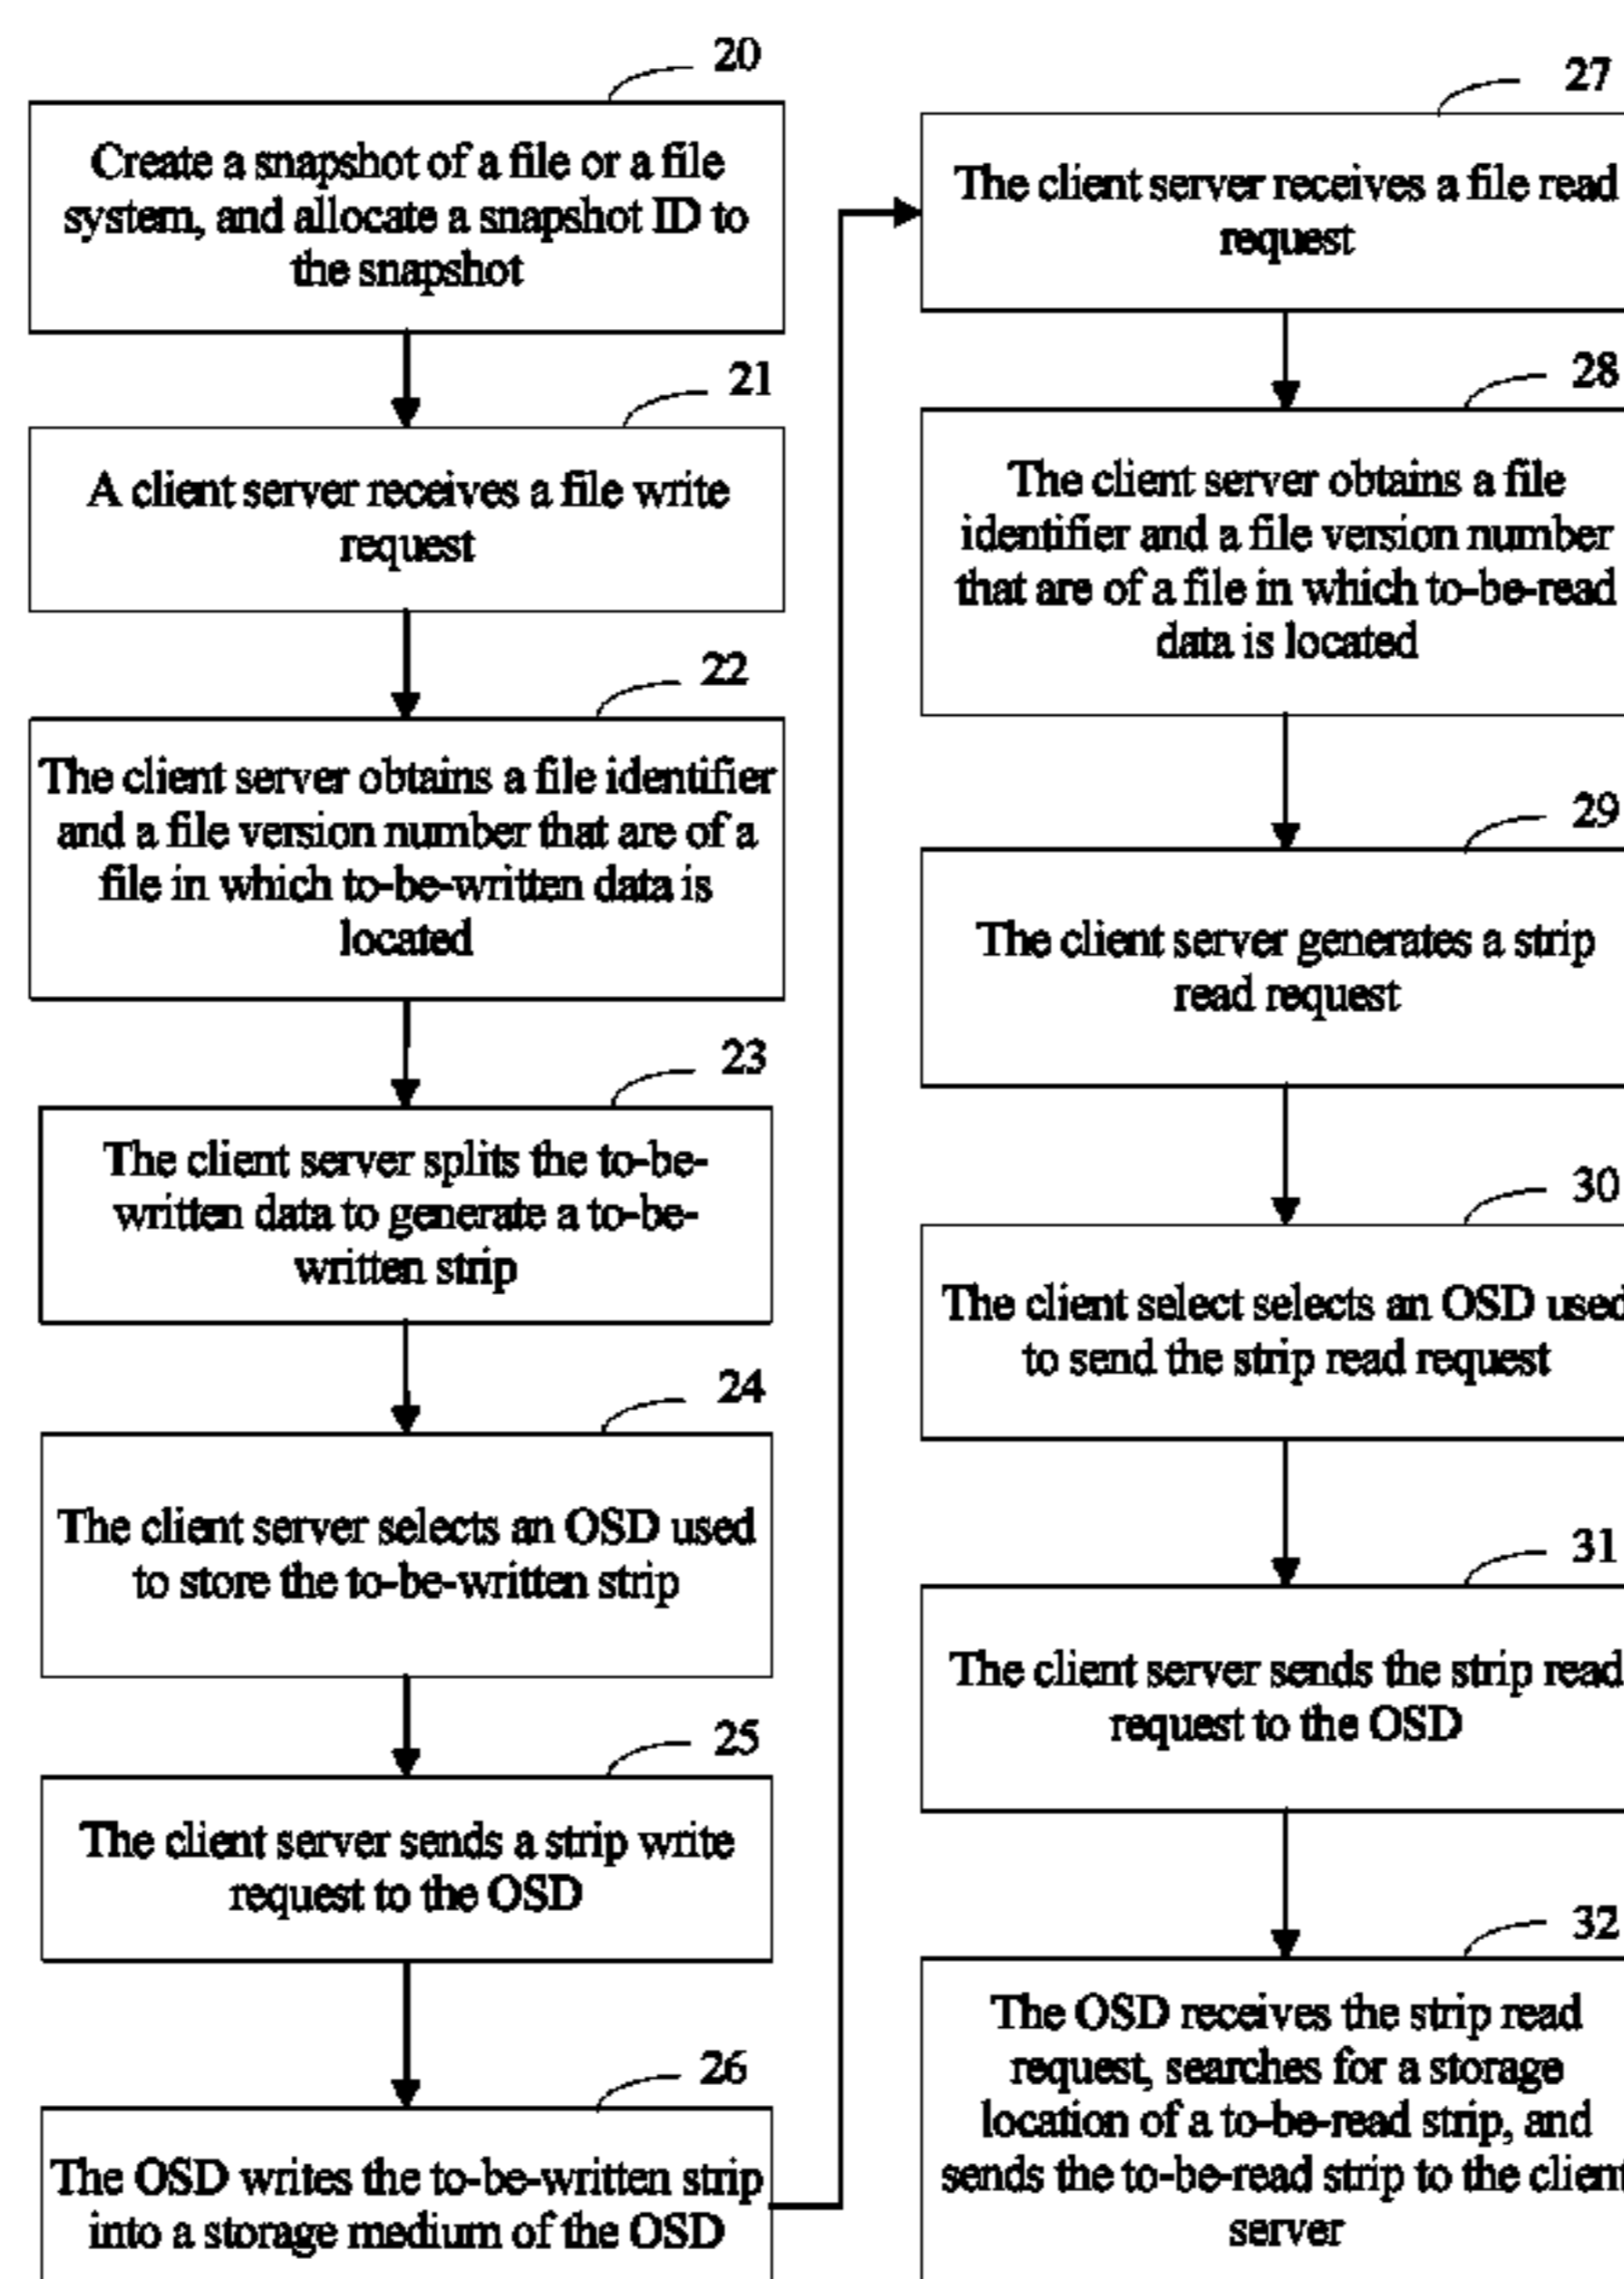 20
Create a snapshot of a file or a file
system, and allocate a snapshot ID to
the snapshot
21
A client server receives a file write
request
22
The client server obtains a file identifier
and a file version number that are of a
file in which to-be-written data is
located
23
The client server splits the to-be-
written data to generate a to-be-
written strip
24
The client server selects an OSD used
to store the to-be-written strip
25
The client server sends a strip write
request to the OSD
26
The OSD writes the to-be-written strip
into a storage medium of the OSD
27
The client server receives a file read
request
28
The client server obtains a file
identifier and a file version number
that are of a file in which to-be-read
data is located
29
The client server generates a strip
read request
30
The client select selects an OSD used
to send the strip read request
31
The client server sends the strip read
request to the OSD
32
The OSD receives the strip read
request, searches for a storage
location of a to-be-read strip, and
sends the to-be-read strip to the client
server